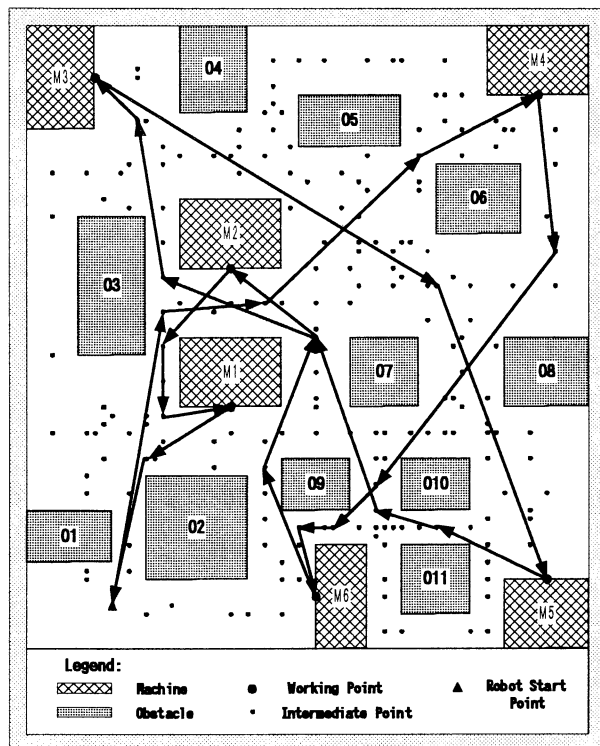 M3
04
M4
05
06
M2
03
M1
07
08
09
010
01
02
011
M6
M5
Legend:
Machine
Working Point
Robot Start
Point
Obstacle
Intermediate Point